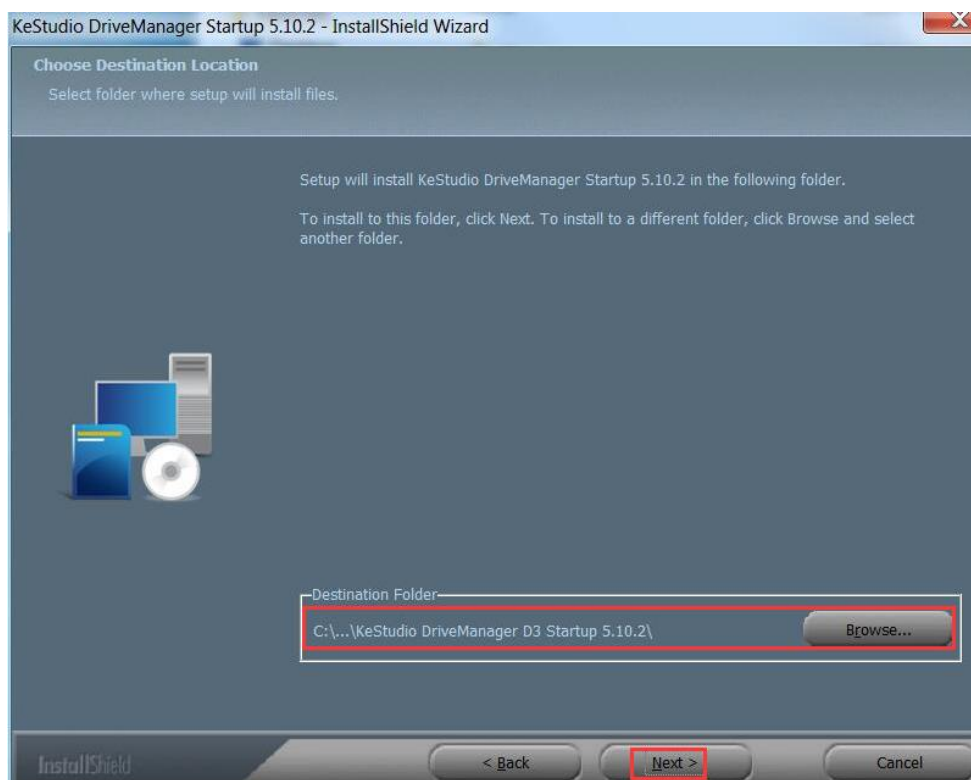 KeStudio DriveManager Startup 5.10.2 - InstallShield Wizard
Choose Destination Location
Select folder where setup will install files.
Setup will install KeStudio DriveManager Startup 5.10.2 in the following folder.
To install to this folder, click Next. To install to a different folder, click Browse and select
another folder.
Destination Folder
C:\...\KeStudio DriveManager D3 Startup 5.10.2\
Browse...
InstallShield
< Back
Next >
Cancel